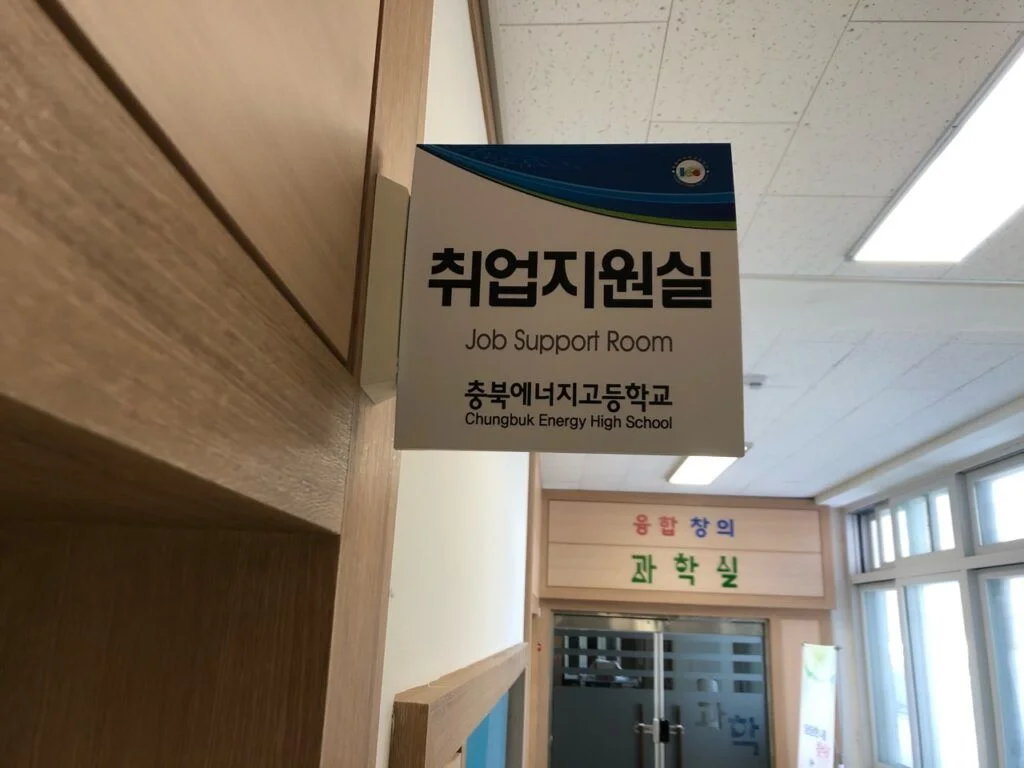 취업지원실
Job Support Room
충북에너지고등학교
Chungbuk Energy High School
융합 창의
과학실
과학